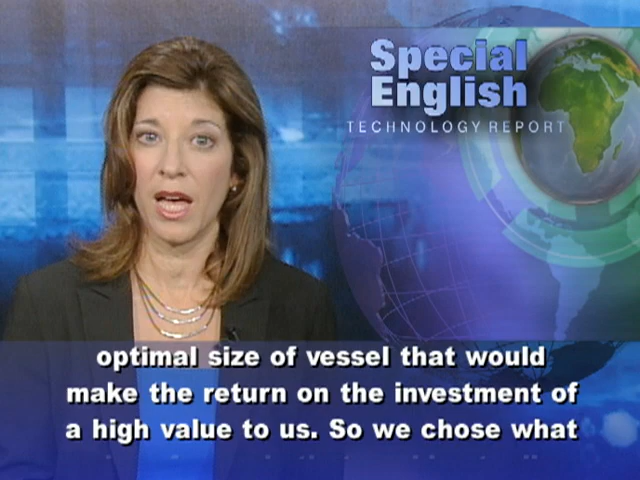 Special
English
TECHNOLOGY REPORT
optimal size of vessel that would
make the return on the investment of
a high value to us. So we chose what